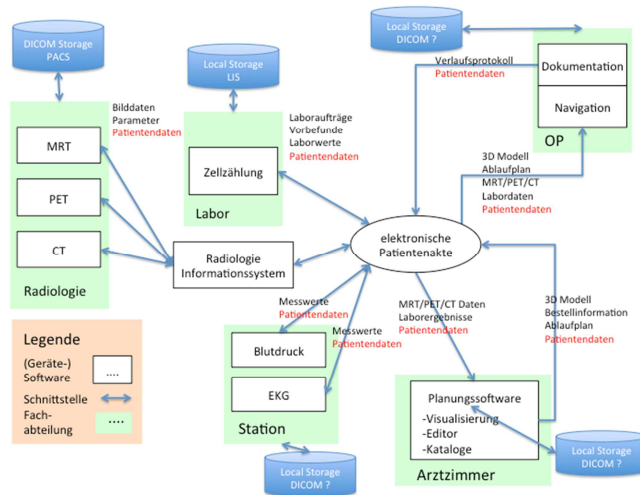 DICOM Storage
PACS
Local Storage
LIS
Local Storage
DICOM ?
Bilddaten
Parameter
Patientendaten
MRT
PET
CT
Radiologie
Laboraufträge
Vorbefunde
Laborwerte
Patientendaten
Zellzählung
Labor
Verlaufsprotokoll
Patientendaten
Dokumentation
Navigation
OP
3D Modell
Ablaufplan
MRT/PET/CT
Labordaten
Patientendaten
Radiologie
Informationssystem
elektronische
Patientenakte
Messwerte
Patientendaten
Messwerte
Patientendaten
Blutdruck
EKG
Station
Local Storage
DICOM ?
MRT/PET/CT Daten
Laborergebnisse
Patientendaten
3D Modell
Bestellinformation
Ablaufplan
Patientendaten
Planungssoftware
-Visualisierung
-Editor
-Kataloge
Arztzimmer
Local Storage
DICOM ?
Legende
(Geräte-)
Software
....
Schnittstelle
Fach-
abteilung
....